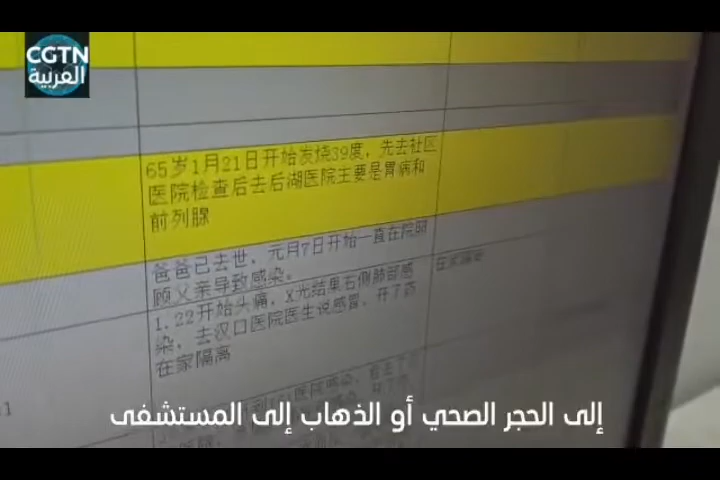 CGTN
العربية
65岁1月21日开始发烧39度，先去社区
医院检查后去后湖医院主要是胃病和
前列腺
爸爸已去世，元月7日开始一直在院照
顾父亲导致感染。
1.22开始头痛，X光结果右侧肺部感
染，去汉口医院医生说感冒，开了药
在家隔离
إلى الحجر الصحي أو الذهاب إلى المستشفى